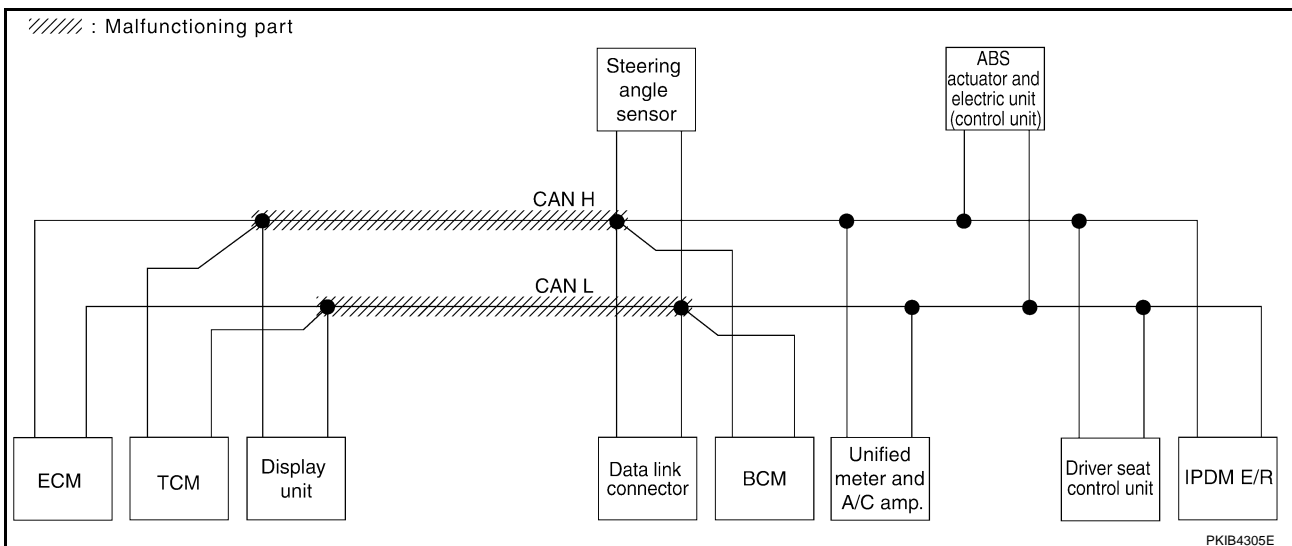 : Malfunctioning part
Steering
angle
sensor
ABS
actuator and
electric unit
(control unit)
CAN H
CAN L
ECM
TCM
Display
unit
Data link
connector
BCM
Unified
meter and
A/C amp.
Driver seat
control unit
IPDM E/R
PKIB4305E